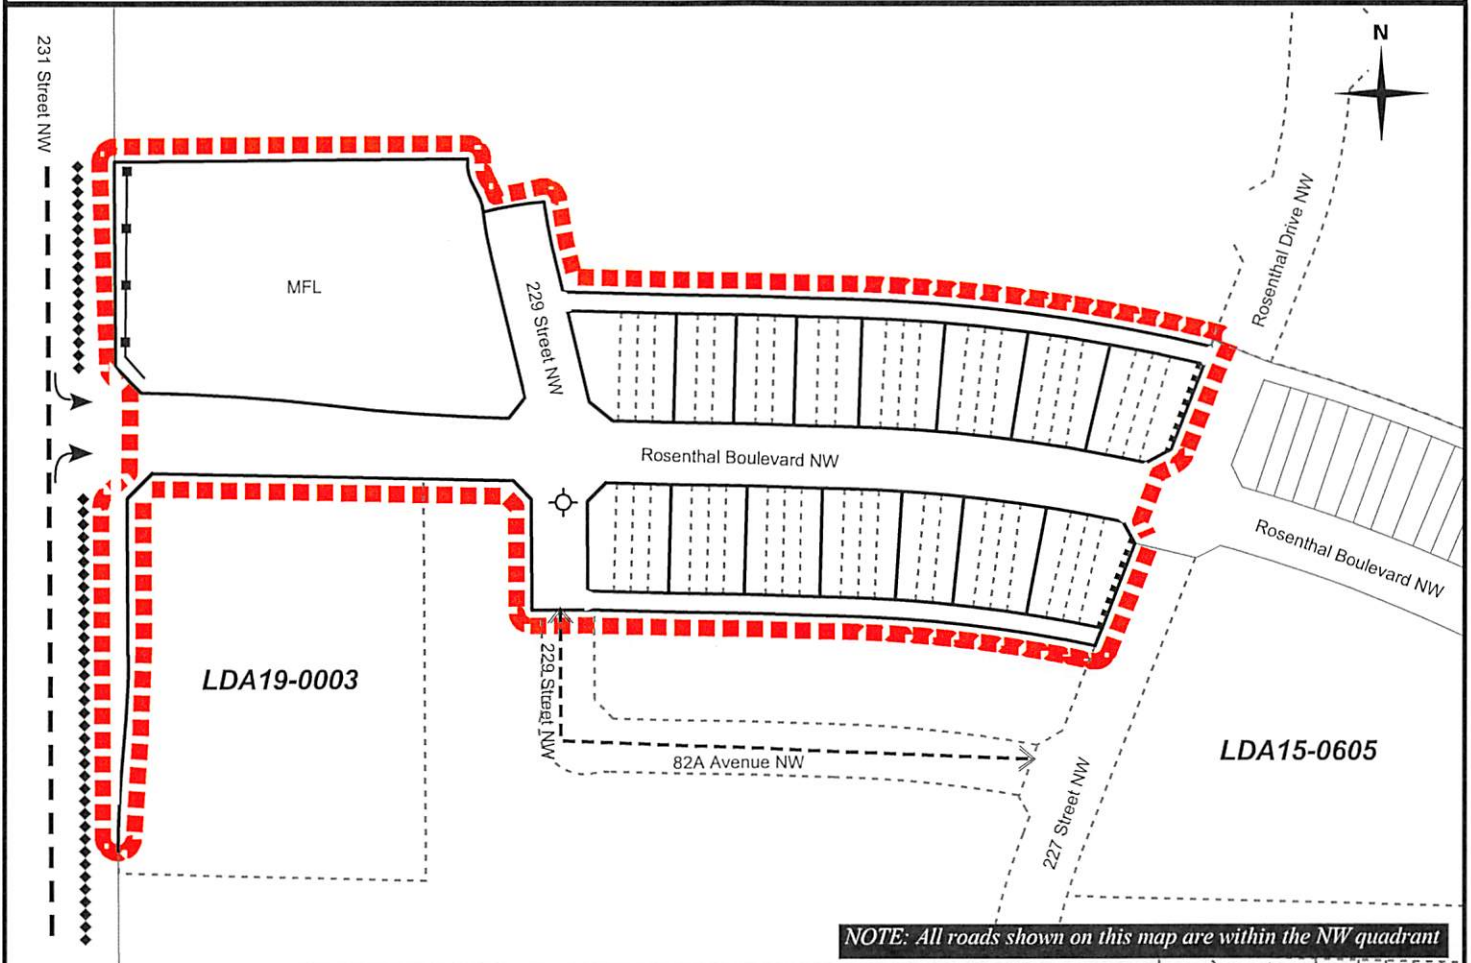 231 Street NW
N
Rosenthal Drive NW
MFL
229 Street NW
Rosenthal Boulevard NW
Rosenthal Boulevard NW
229 Street NW
LDA19-0003
82A Avenue NW
227 Street NW
LDA15-0605
NOTE: All roads shown on this map are within the NW quadrant